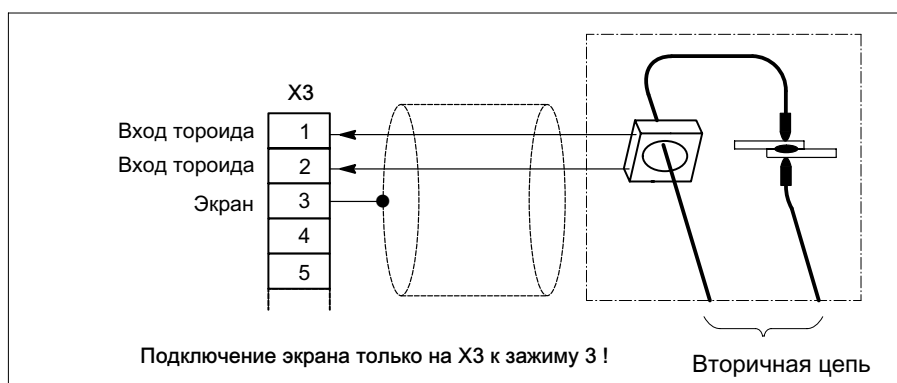 X3
Вход тороида 1
Вход тороида 2
Экран 3
4
5
Подключение экрана только на X3 к зажиму 3 !
Вторичная цепь